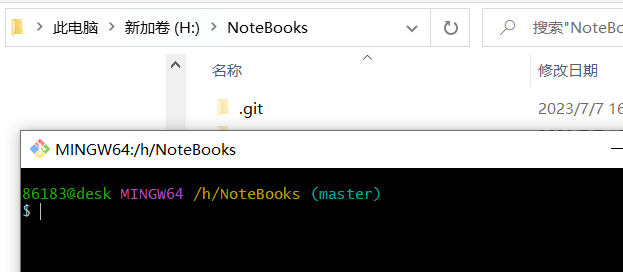 此电脑 > 新加卷 (H:) > NoteBooks
搜索"NoteBo
名称
修改日期
.git
2023/7/7 16
MINGW64:/h/NoteBooks
86183@desk MINGW64 /h/NoteBooks (master)
$